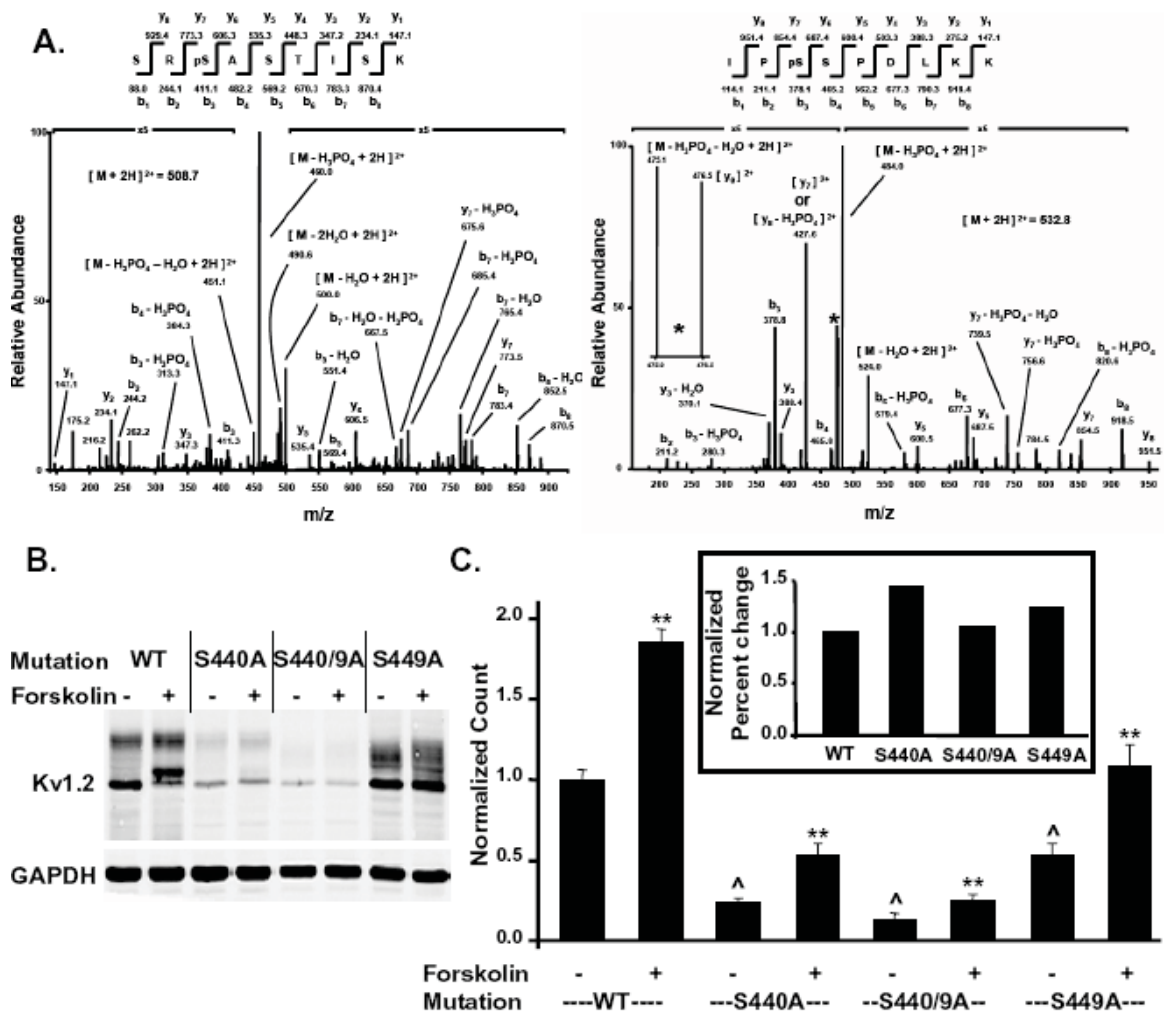 A.
y₈ y₇ y₆ y₅ y₄ y₃ y₂ y₁
929.4 773.3 606.3 535.3 448.3 347.2 234.1 147.1
S R pS A S T I S K
88.0 244.1 411.1 482.2 569.2 670.3 783.3 870.4
b₁ b₂ b₃ b₄ b₅ b₆ b₇ b₈
x5 x5
[ M + 2H ]²⁺ = 508.7
[ M - H₃PO₄ + 2H ]²⁺
460.0
[ M - 2H₂O + 2H ]²⁺
490.6
[ M - H₃PO₄ – H₂O + 2H ]²⁺
451.1
[ M - H₂O + 2H ]²⁺
500.0
y₇ - H₃PO₄
675.6
b₇ - H₃PO₄
685.4
b₄ - H₃PO₄
384.3
b₇ - H₂O - H₃PO₄
667.5
b₇ - H₂O
765.4
b₃ - H₃PO₄
313.3
b₅ - H₂O
551.4
y₇
773.5
y₁
147.1
175.2
216.2
y₂
234.1
b₂
244.2
262.2
y₃
347.3
b₃
411.3
y₅
535.4
b₅
569.4
y₆
606.5
b₇
783.4
b₈ - H₂O
852.5
b₈
870.5
Relative Abundance
100
50
0
150 200 250 300 350 400 450 500 550 600 650 700 750 800 850 900
m/z
y₈ y₇ y₆ y₅ y₄ y₃ y₂ y₁
951.4 854.4 687.4 600.4 503.3 388.3 275.2 147.1
I P pS S P D L K K
114.1 211.1 378.1 465.2 562.2 677.3 790.3 918.4
b₁ b₂ b₃ b₄ b₅ b₆ b₇ b₈
[ M - H₃PO₄ - H₂O + 2H ]²⁺
475.1
476.5 [ y₈ ]²⁺
[ y₇ ]²⁺
or
[ y₈ - H₃PO₄ ]²⁺
427.6
[ M - H₃PO₄ + 2H ]²⁺
484.0
[ M + 2H ]²⁺ = 532.8
*
*
b₃
378.8
[ M - H₂O + 2H ]²⁺
524.0
y₇ - H₃PO₄ - H₂O
739.5
y₇ - H₃PO₄
756.6
b₈ - H₃PO₄
820.6
y₃ - H₂O
370.1
y₃
388.4
b₆ - H₃PO₄
579.4
b₆
677.3
y₆
687.5
b₂
211.2
b₃ - H₃PO₄
280.3
b₄
y₅
600.5
y₇
854.5
b₈
918.5
y₈
951.5
Relative Abundance
100
50
0
200 250 300 350 400 450 500 550 600 650 700 750 800 850 900 950
m/z
B.
Mutation WT S440A S440/9A S449A
Forskolin - + - + - + - +
Kv1.2
GAPDH
C.
Normalized Count
2.0
1.5
1.0
0.5
0.0
** ^ ** ^ ** ^ **
Forskolin - + - + - + - +
Mutation ----WT---- ---S440A--- --S440/9A-- ---S449A---
Normalized
Percent change
1.5
1.0
0.5
0.0
WT S440A S440/9A S449A